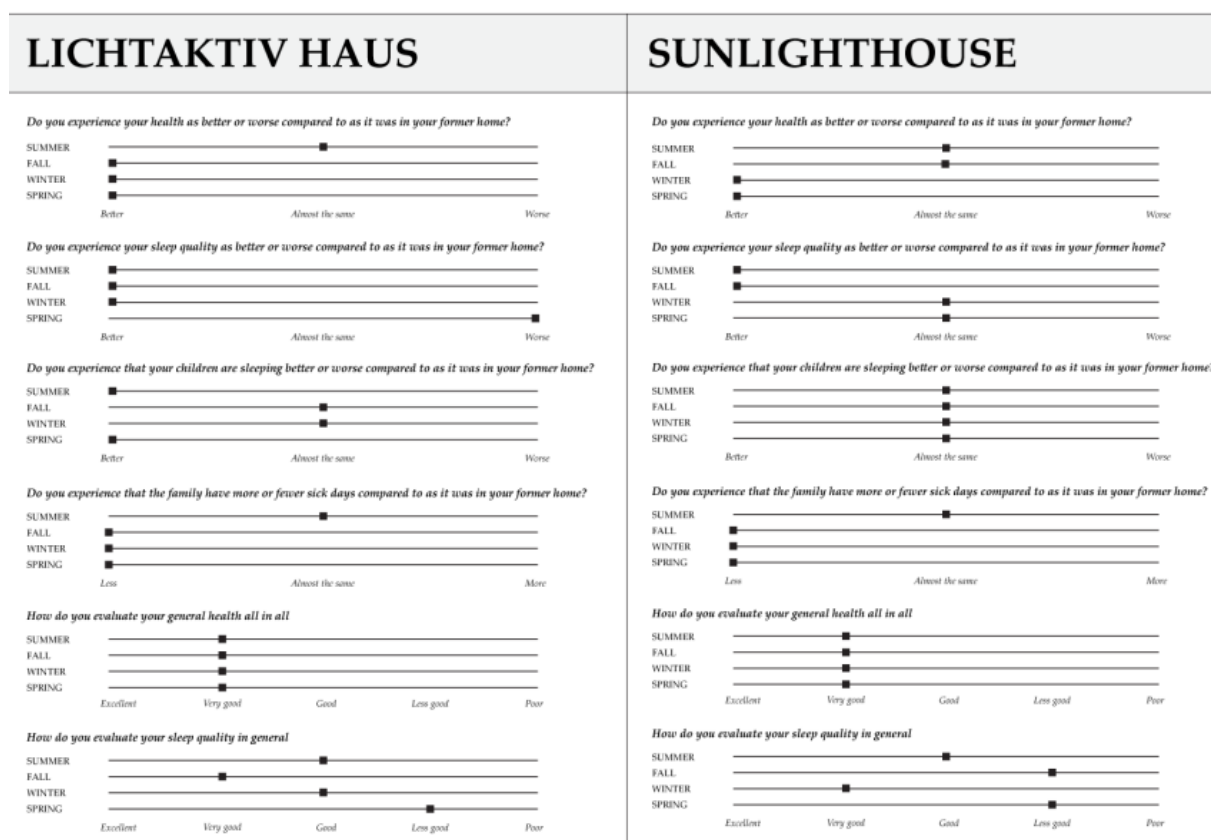 LICHTAKTIV HAUS
Do you experience your health as better or worse compared to as it was in your former home?
SUMMER
FALL
WINTER
SPRING
Better Almost the same Worse
Do you experience your sleep quality as better or worse compared to as it was in your former home?
SUMMER
FALL
WINTER
SPRING
Better Almost the same Worse
Do you experience that your children are sleeping better or worse compared to as it was in your former home?
SUMMER
FALL
WINTER
SPRING
Better Almost the same Worse
Do you experience that the family have more or fewer sick days compared to as it was in your former home?
SUMMER
FALL
WINTER
SPRING
Less Almost the same More
How do you evaluate your general health all in all
SUMMER
FALL
WINTER
SPRING
Excellent Very good Good Less good Poor
How do you evaluate your sleep quality in general
SUMMER
FALL
WINTER
SPRING
Excellent Very good Good Less good Poor
SUNLIGHTHOUSE
Do you experience your health as better or worse compared to as it was in your former home?
SUMMER
FALL
WINTER
SPRING
Better Almost the same Worse
Do you experience your sleep quality as better or worse compared to as it was in your former home?
SUMMER
FALL
WINTER
SPRING
Better Almost the same Worse
Do you experience that your children are sleeping better or worse compared to as it was in your former home?
SUMMER
FALL
WINTER
SPRING
Better Almost the same Worse
Do you experience that the family have more or fewer sick days compared to as it was in your former home?
SUMMER
FALL
WINTER
SPRING
Less Almost the same More
How do you evaluate your general health all in all
SUMMER
FALL
WINTER
SPRING
Excellent Very good Good Less good Poor
How do you evaluate your sleep quality in general
SUMMER
FALL
WINTER
SPRING
Excellent Very good Good Less good Poor